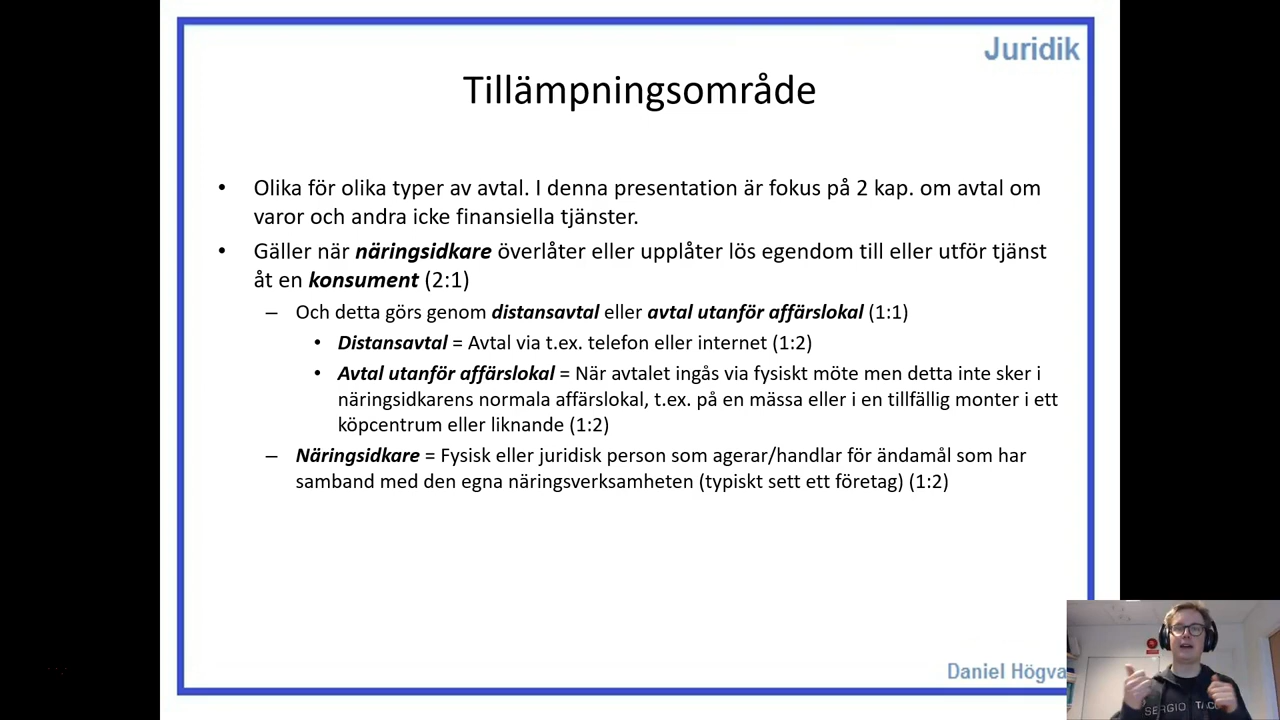 Juridik
Tillämpningsområde
• Olika för olika typer av avtal. I denna presentation är fokus på 2 kap. om avtal om
varor och andra icke finansiella tjänster.
• Gäller när näringsidkare överlåter eller upplåter lös egendom till eller utför tjänst
åt en konsument (2:1)
– Och detta görs genom distansavtal eller avtal utanför affärslokal (1:1)
• Distansavtal = Avtal via t.ex. telefon eller internet (1:2)
• Avtal utanför affärslokal = När avtalet ingås via fysiskt möte men detta inte sker i
näringsidkarens normala affärslokal, t.ex. på en mässa eller i en tillfällig monter i ett
köpcentrum eller liknande (1:2)
– Näringsidkare = Fysisk eller juridisk person som agerar/handlar för ändamål som har
samband med den egna näringsverksamheten (typiskt sett ett företag) (1:2)
Daniel Högva
SERGIO TACC